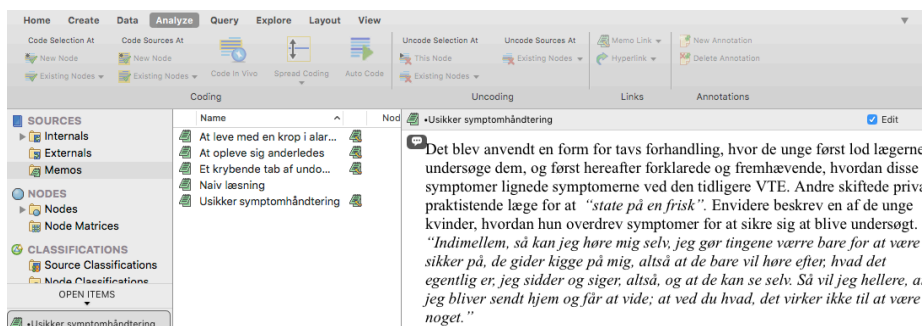 Home Create Data Analyze Query Explore Layout View
Code Selection At Code Sources At Uncode Selection At Uncode Sources At Memo Link New Annotation
New Node New Node This Node Existing Nodes Hyperlink Delete Annotation
Existing Nodes Existing Nodes Code In Vivo Spread Coding Auto Code Existing Nodes
Coding Uncoding Links Annotations
SOURCES
Internals
Externals
Memos
NODES
Nodes
Node Matrices
CLASSIFICATIONS
Source Classifications
Node Classifications
OPEN ITEMS
•Usikker symptomhåndtering
Name Nod
At leve med en krop i alar...
At opleve sig anderledes
Et krybende tab af undo...
Naiv læsning
Usikker symptomhåndtering
•Usikker symptomhåndtering Edit
Det blev anvendt en form for tavs forhandling, hvor de unge først lod lægerne
undersøge dem, og først hereafter forklarede og fremhævende, hvordan disse
symptomer lignede symptomerne ved den tidligere VTE. Andre skiftede priva
praktistende læge for at "state på en frisk". Envidere beskrev en af de unge
kvinder, hvordan hun overdrev symptomer for at sikre sig at blive undersøgt.
"Indimellem, så kan jeg høre mig selv, jeg gør tingene værre bare for at være
sikker på, de gider kigge på mig, altså at de bare vil høre efter, hvad det
egentlig er, jeg sidder og siger, altså, og at de kan se selv. Så vil jeg hellere, a
jeg bliver sendt hjem og får at vide; at ved du hvad, det virker ikke til at være
noget."